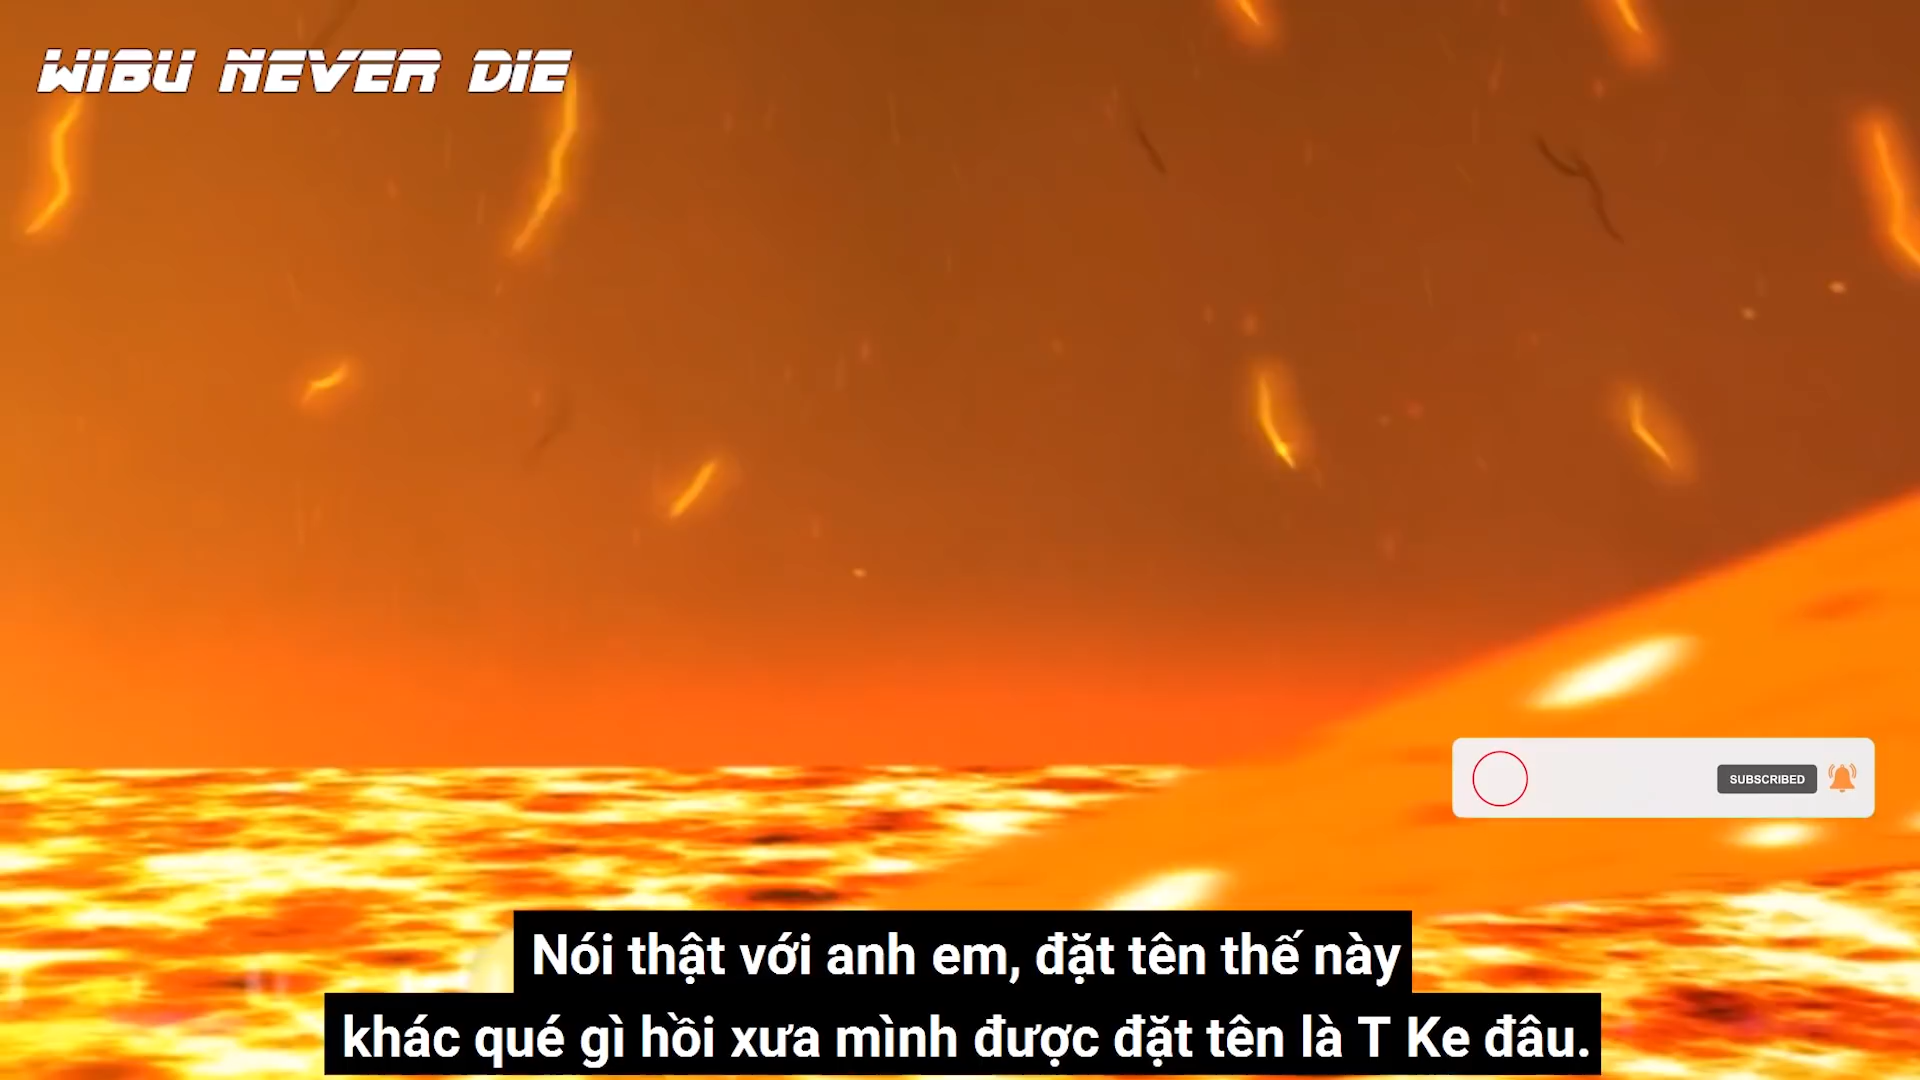 WIBU NEVER DIE
SUBSCRIBED
Nói thật với anh em, đặt tên thế này
khác qué gì hồi xưa mình được đặt tên là T Ke đâu.